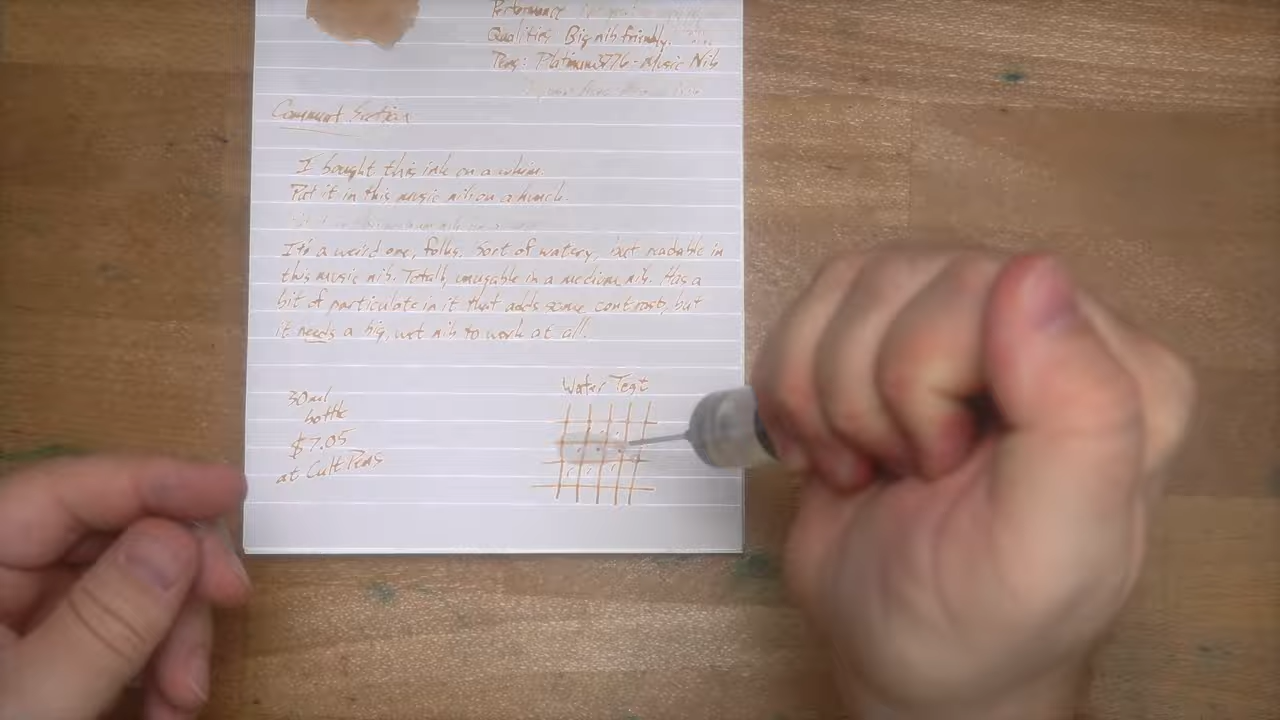 Performance
Qualities: Big nib friendly.
Pens: Platinum 3776 - Music Nib
Comment Section
I bought this ink on a whim.
Put it in this music nib on a hunch.
It's a weird one, folks. Sort of watery, but readable in
this music nib. Totally unusable in a medium nib. Has a
bit of particulate in it that adds some contrast, but
it needs a big, wet nib to work at all.
30ml
bottle
$7.05
at Cult Pens
Water Test